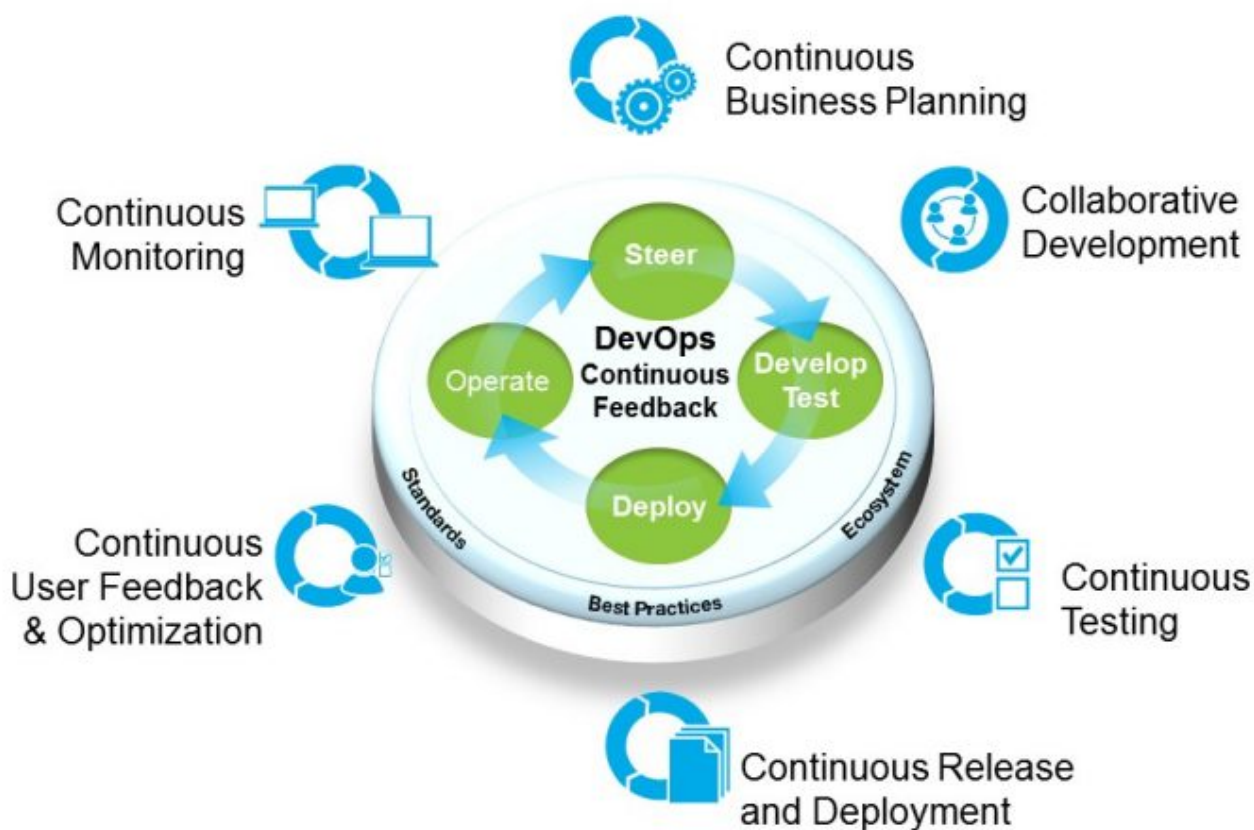 Continuous
Business Planning
Continuous
Monitoring
Collaborative
Development
Steer
DevOps
Continuous
Feedback
Operate
Develop
Test
Deploy
Standards
Best Practices
Ecosystem
Continuous
User Feedback
& Optimization
Continuous
Testing
Continuous Release
and Deployment